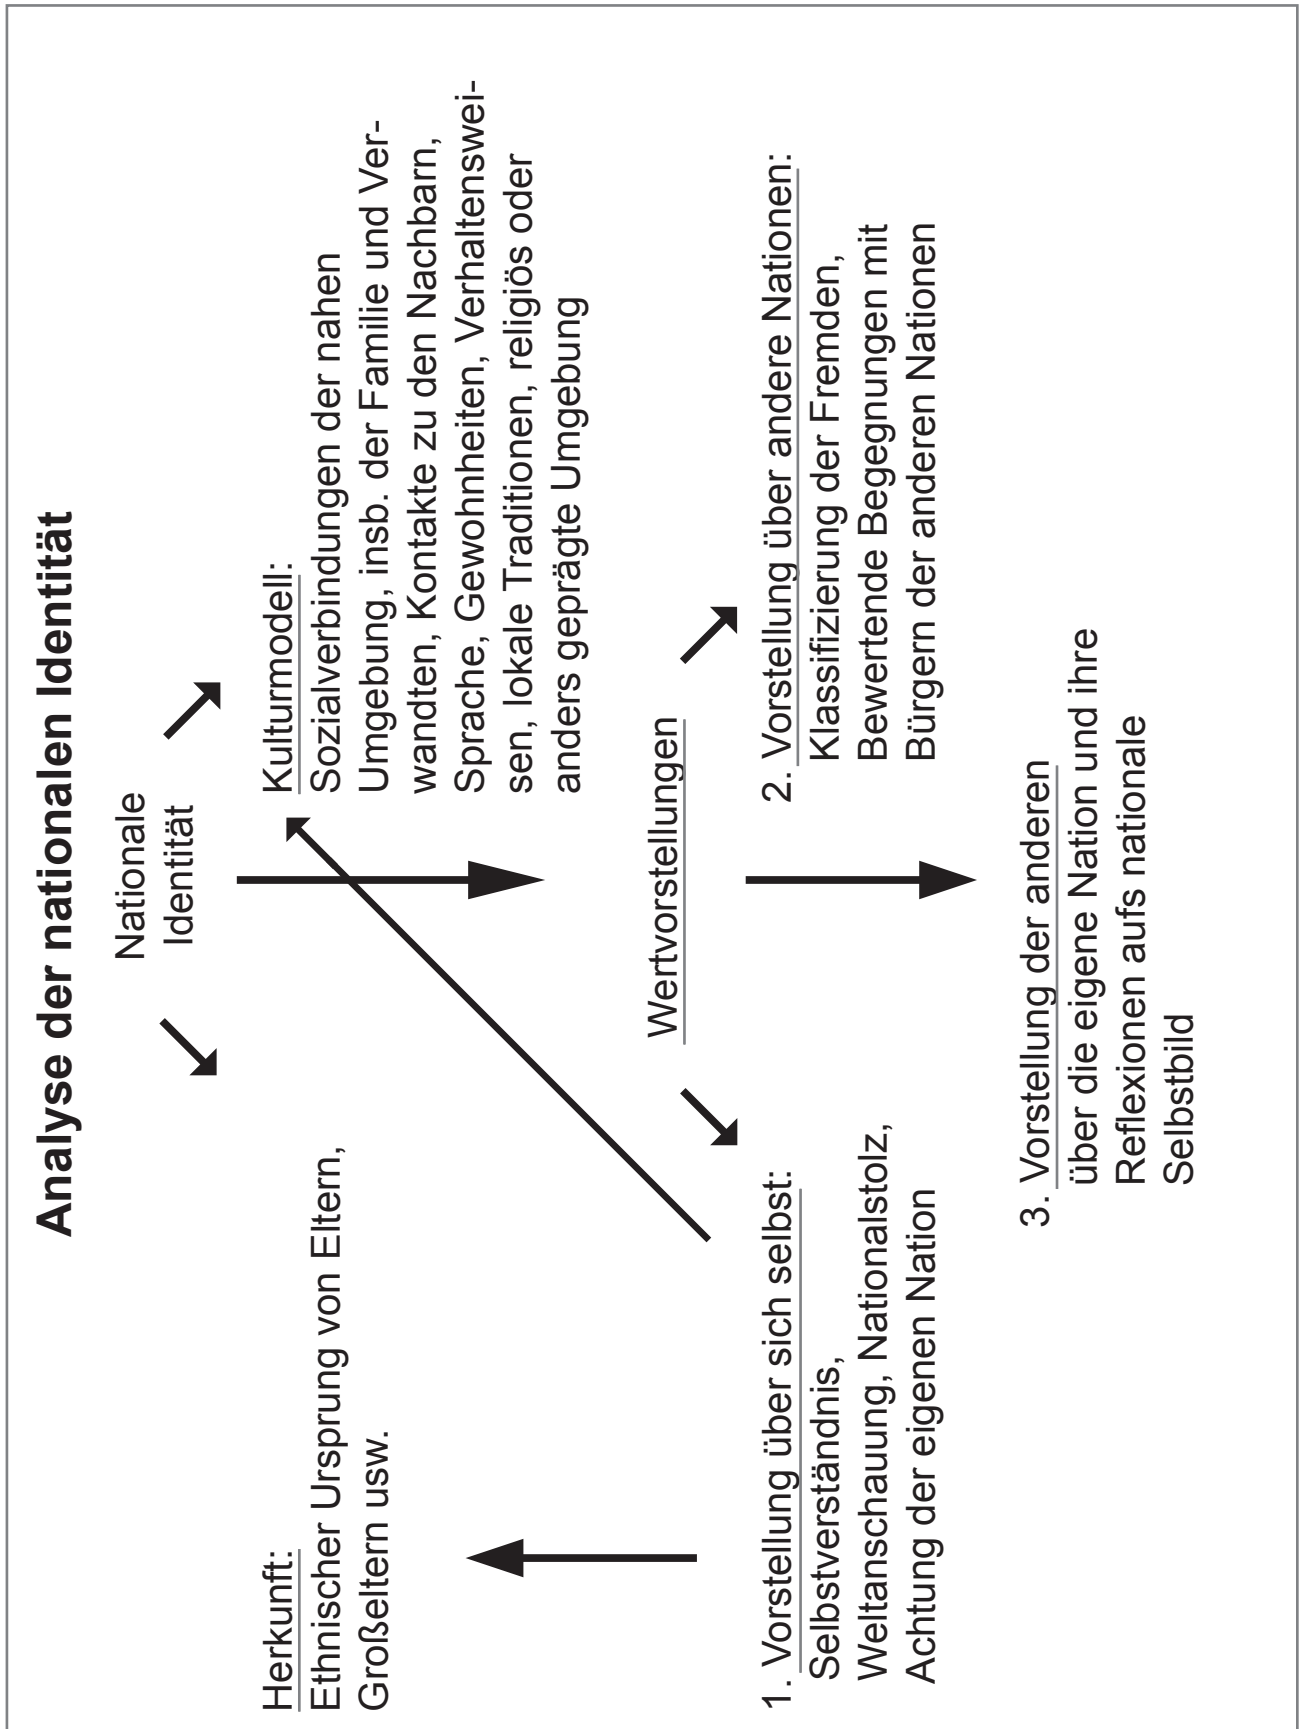 Analyse der nationalen Identität
Nationale
Identität
Herkunft:
Ethnischer Ursprung von Eltern,
Großeltern usw.
Kulturmodell:
Sozialverbindungen der nahen
Umgebung, insb. der Familie und Ver-
wandten, Kontakte zu den Nachbarn,
Sprache, Gewohnheiten, Verhaltenswei-
sen, lokale Traditionen, religiös oder
anders geprägte Umgebung
Wertvorstellungen
1. Vorstellung über sich selbst:
Selbstverständnis,
Weltanschauung, Nationalstolz,
Achtung der eigenen Nation
2. Vorstellung über andere Nationen:
Klassifizierung der Fremden,
Bewertende Begegnungen mit
Bürgern der anderen Nationen
3. Vorstellung der anderen
über die eigene Nation und ihre
Reflexionen aufs nationale
Selbstbild